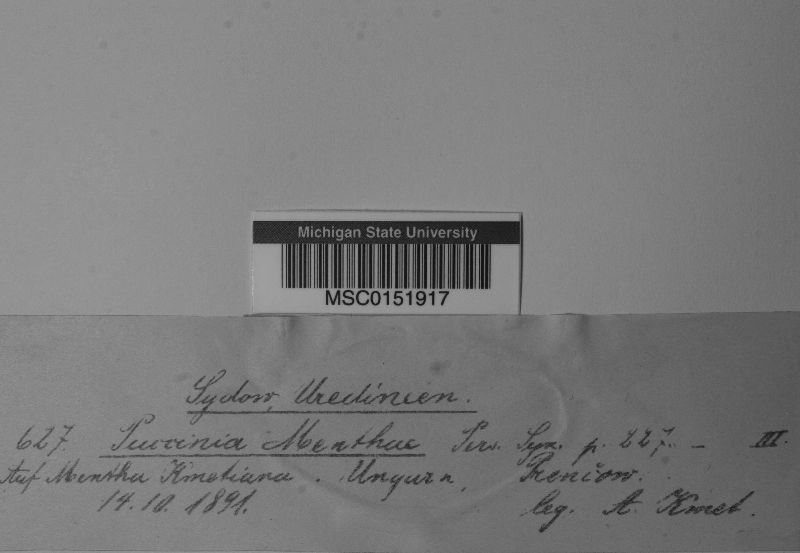 Michigan State University
MSC0151917
Sydow, Uredineen.
627. Puccinia Menthae Pers. Syn. p. 227. — III.
Auf Mentha Kmetiana. Ungarn, Prenčow.
14.10.1891. leg. A. Kmet.